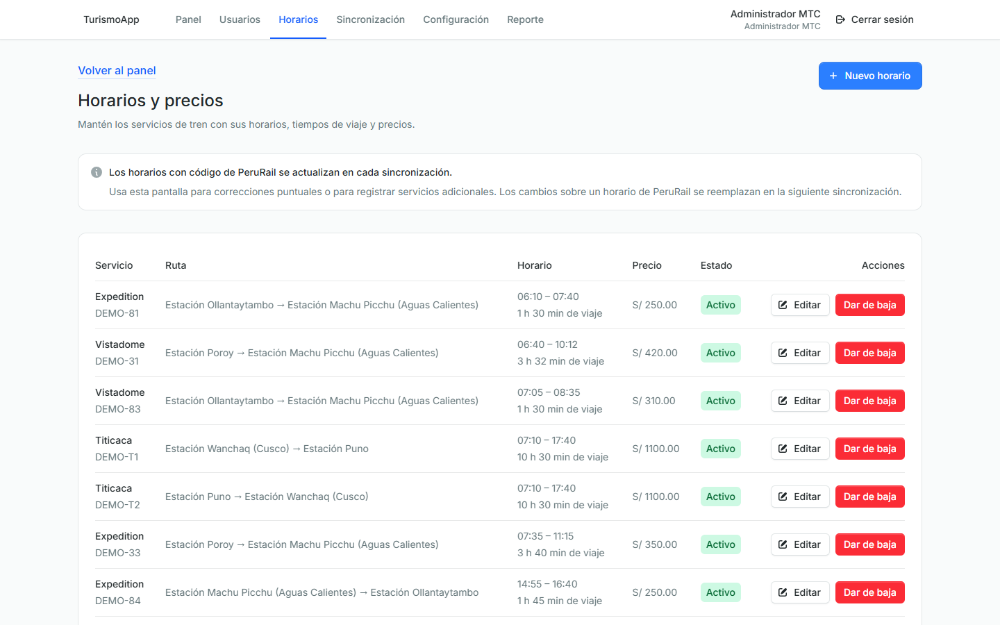 TurismoApp
Panel
Usuarios
Horarios
Sincronización
Configuración
Reporte
Administrador MTC
Administrador MTC
Cerrar sesión
Volver al panel
+ Nuevo horario
Horarios y precios
Mantén los servicios de tren con sus horarios, tiempos de viaje y precios.
Los horarios con código de PeruRail se actualizan en cada sincronización.
Usa esta pantalla para correcciones puntuales o para registrar servicios adicionales. Los cambios sobre un horario de PeruRail se reemplazan en la siguiente sincronización.
Servicio Ruta Horario Precio Estado Acciones
Expedition
DEMO-81
Estación Ollantaytambo → Estación Machu Picchu (Aguas Calientes)
06:10 – 07:40
1 h 30 min de viaje
S/ 250.00
Activo
Editar
Dar de baja
Vistadome
DEMO-31
Estación Poroy → Estación Machu Picchu (Aguas Calientes)
06:40 – 10:12
3 h 32 min de viaje
S/ 420.00
Activo
Editar
Dar de baja
Vistadome
DEMO-83
Estación Ollantaytambo → Estación Machu Picchu (Aguas Calientes)
07:05 – 08:35
1 h 30 min de viaje
S/ 310.00
Activo
Editar
Dar de baja
Titicaca
DEMO-T1
Estación Wanchaq (Cusco) → Estación Puno
07:10 – 17:40
10 h 30 min de viaje
S/ 1100.00
Activo
Editar
Dar de baja
Titicaca
DEMO-T2
Estación Puno → Estación Wanchaq (Cusco)
07:10 – 17:40
10 h 30 min de viaje
S/ 1100.00
Activo
Editar
Dar de baja
Expedition
DEMO-33
Estación Poroy → Estación Machu Picchu (Aguas Calientes)
07:35 – 11:15
3 h 40 min de viaje
S/ 350.00
Activo
Editar
Dar de baja
Expedition
DEMO-84
Estación Machu Picchu (Aguas Calientes) → Estación Ollantaytambo
14:55 – 16:40
1 h 45 min de viaje
S/ 250.00
Activo
Editar
Dar de baja